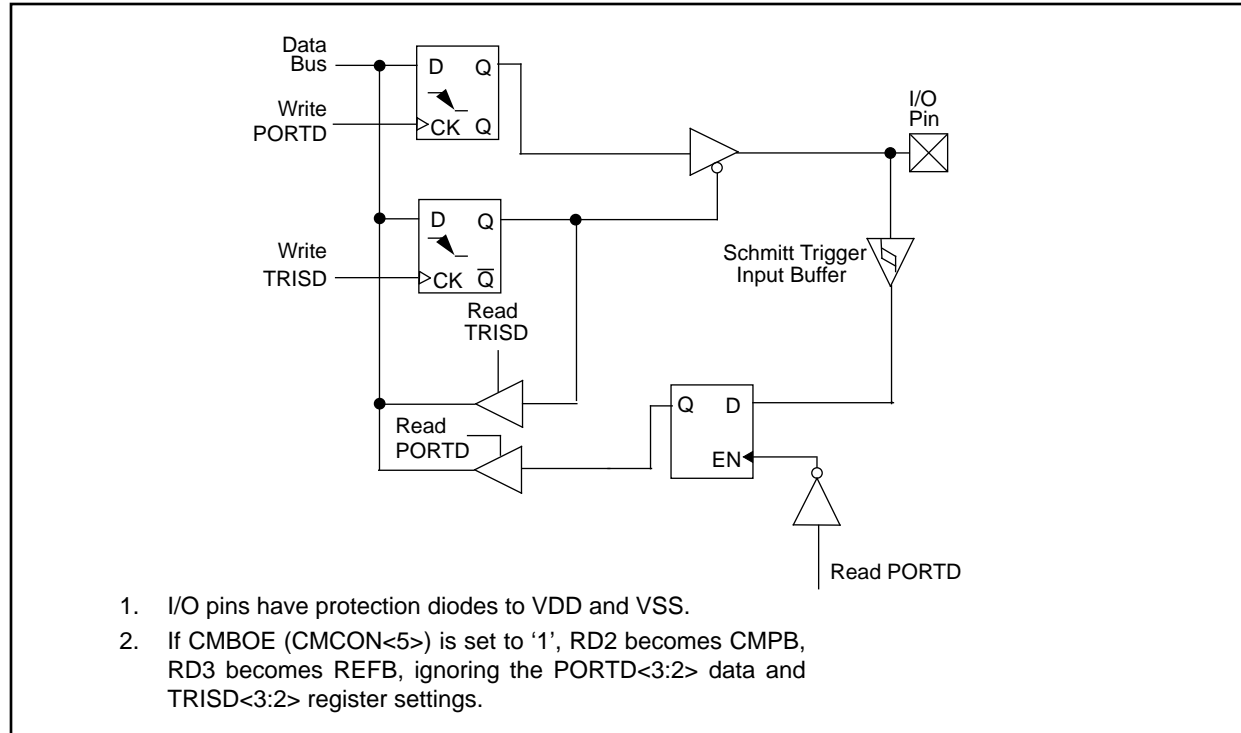 Data
Bus
D Q
Write
PORTD
CK Q
I/O
Pin
D Q
Write
TRISD
CK Q̅
Schmitt Trigger
Input Buffer
Read
TRISD
Q D
Read
PORTD
EN
Read PORTD
1. I/O pins have protection diodes to VDD and VSS.
2. If CMBOE (CMCON<5>) is set to ‘1’, RD2 becomes CMPB,
RD3 becomes REFB, ignoring the PORTD<3:2> data and
TRISD<3:2> register settings.